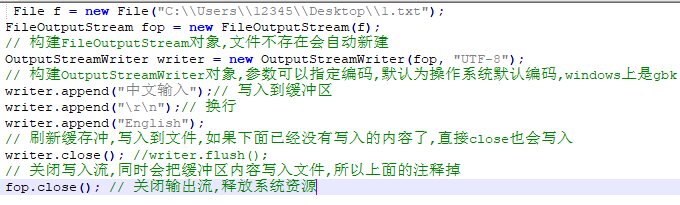 File f = new File("C:\\Users\\12345\\Desktop\\1.txt");
FileOutputStream fop = new FileOutputStream(f);
// 构建FileOutputStream对象,文件不存在会自动新建
OutputStreamWriter writer = new OutputStreamWriter(fop, "UTF-8");
// 构建OutputStreamWriter对象,参数可以指定编码,默认为操作系统默认编码,windows上是gbk
writer.append("中文输入");// 写入到缓冲区
writer.append("\r\n");// 换行
writer.append("English");
// 刷新缓存冲,写入到文件,如果下面已经没有写入的内容了,直接close也会写入
writer.close(); //writer.flush();
// 关闭写入流,同时会把缓冲区内容写入文件,所以上面的注释掉
fop.close(); // 关闭输出流,释放系统资源